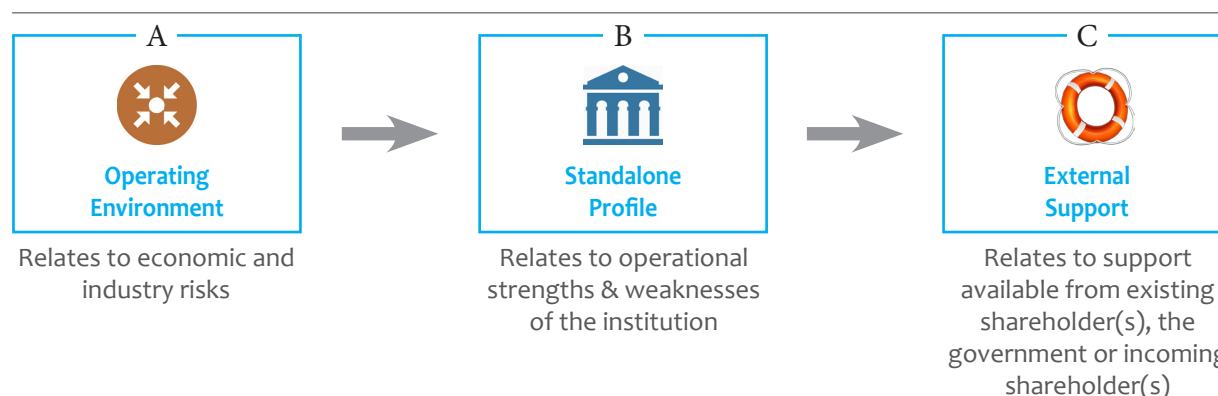 A
Operating
Environment
Relates to economic and
industry risks
B
Standalone
Profile
Relates to operational
strengths & weaknesses
of the institution
C
External
Support
Relates to support
available from existing
shareholder(s), the
government or incoming
shareholder(s)